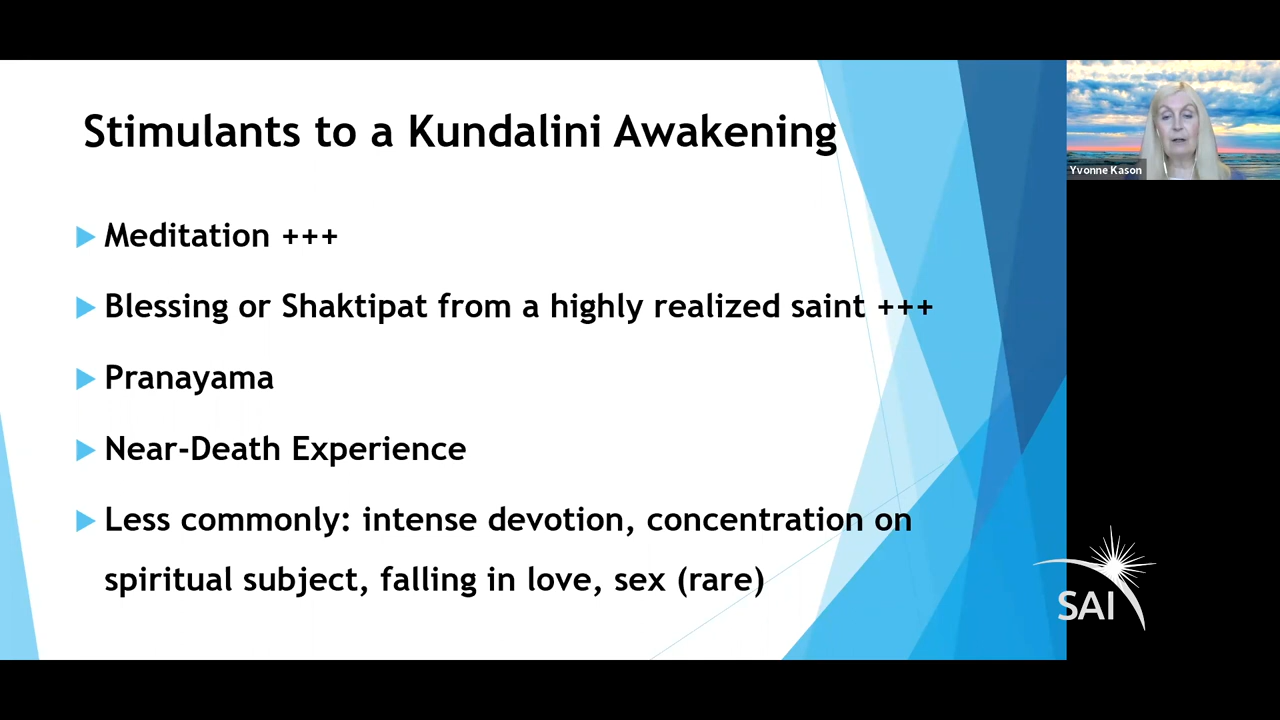 Stimulants to a Kundalini Awakening
Meditation +++
Blessing or Shaktipat from a highly realized saint +++
Pranayama
Near-Death Experience
Less commonly: intense devotion, concentration on
spiritual subject, falling in love, sex (rare)
Yvonne Kason
SAI